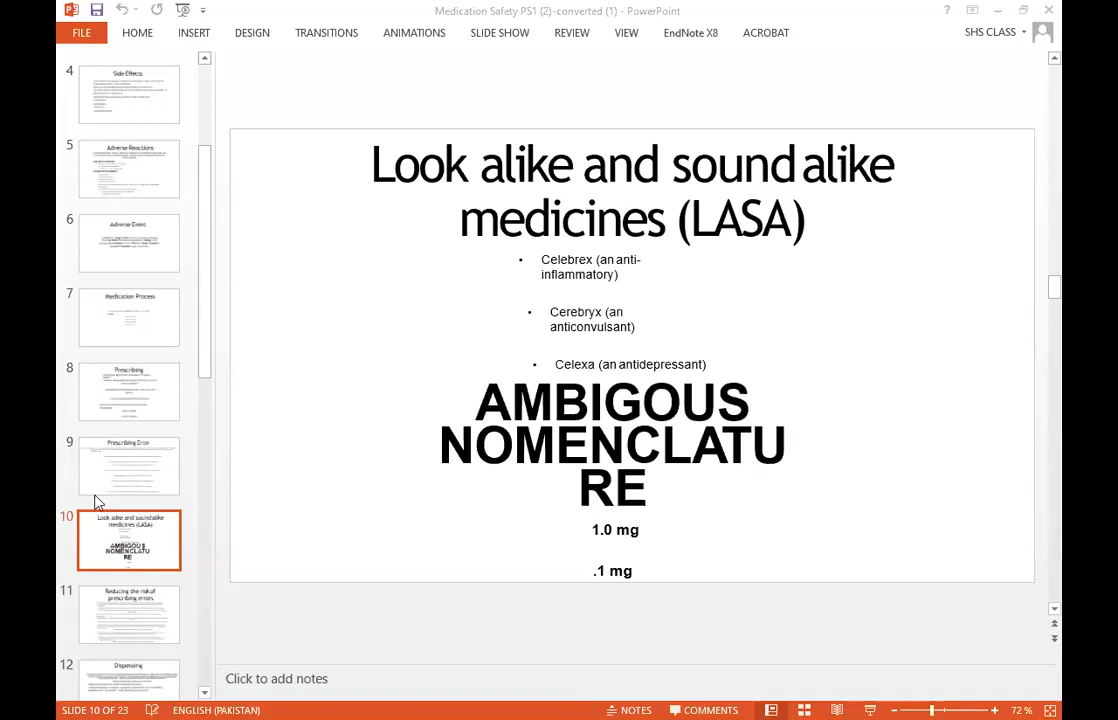 Medication Safety PS1 (2)-converted (1) - PowerPoint
FILE HOME INSERT DESIGN TRANSITIONS ANIMATIONS SLIDE SHOW REVIEW VIEW EndNote X8 ACROBAT SHS CLASS
4
Side Effects
5
Adverse Reactions
6
Adverse Event
7
Medication Process
8
Prescribing
9
Prescribing Error
10
Look alike and sound alike
medicines (LASA)
AMBIGOUS
NOMENCLATU
RE
11
Reducing the risk of
prescribing errors
12
Dispensing
Look alike and sound alike
medicines (LASA)
• Celebrex (an anti-
inflammatory)
• Cerebryx (an
anticonvulsant)
• Celexa (an antidepressant)
AMBIGOUS
NOMENCLATU
RE
1.0 mg
.1 mg
Click to add notes
SLIDE 10 OF 23 ENGLISH (PAKISTAN) NOTES COMMENTS 72 %